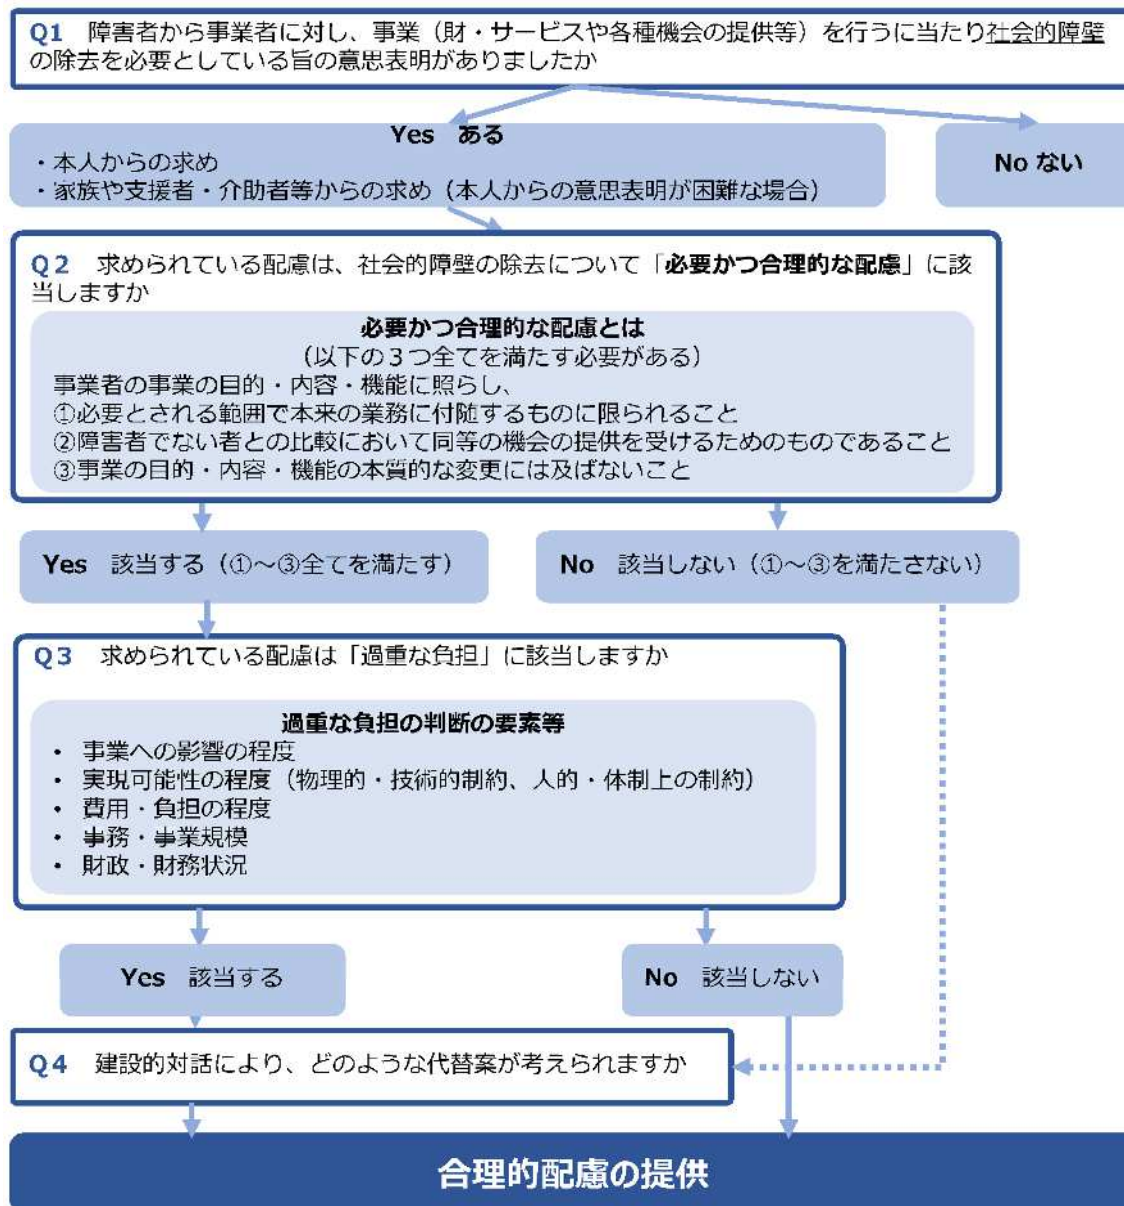 Q1 障害者から事業者に対し、事業（財・サービスや各種機会の提供等）を行うに当たり社会的障壁
の除去を必要としている旨の意思表明がありましたか
Yes ある
・本人からの求め
・家族や支援者・介助者等からの求め（本人からの意思表明が困難な場合）
No ない
Q2 求められている配慮は、社会的障壁の除去について「必要かつ合理的な配慮」に該
当しますか
必要かつ合理的な配慮とは
（以下の３つ全てを満たす必要がある）
事業者の事業の目的・内容・機能に照らし、
①必要とされる範囲で本来の業務に付随するものに限られること
②障害者でない者との比較において同等の機会の提供を受けるためのものであること
③事業の目的・内容・機能の本質的な変更には及ばないこと
Yes 該当する（①～③全てを満たす）
No 該当しない（①～③を満たさない）
Q3 求められている配慮は「過重な負担」に該当しますか
過重な負担の判断の要素等
• 事業への影響の程度
• 実現可能性の程度（物理的・技術的制約、人的・体制上の制約）
• 費用・負担の程度
• 事務・事業規模
• 財政・財務状況
Yes 該当する
No 該当しない
Q4 建設的対話により、どのような代替案が考えられますか
合理的配慮の提供